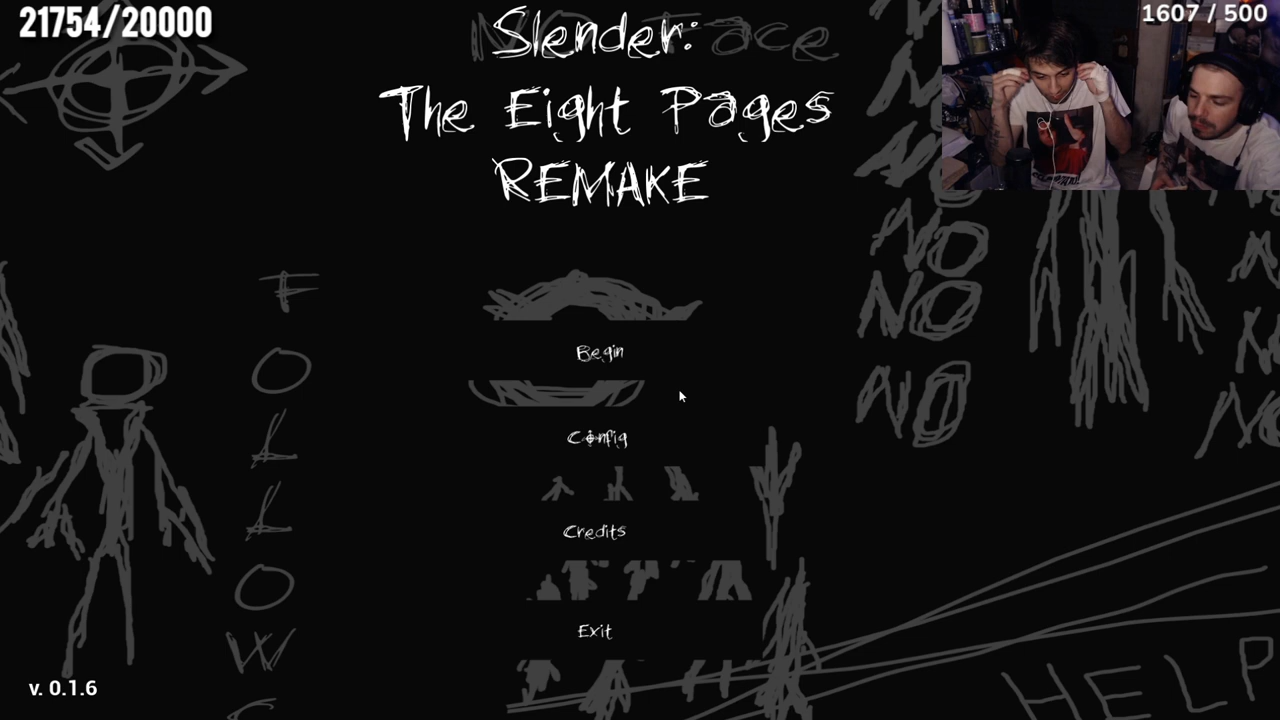 21754/20000
1607 / 500
Slender:
The Eight Pages
REMAKE
Begin
Config
Credits
Exit
FOLLOW
NO
NO
NO
HELP
v. 0.1.6